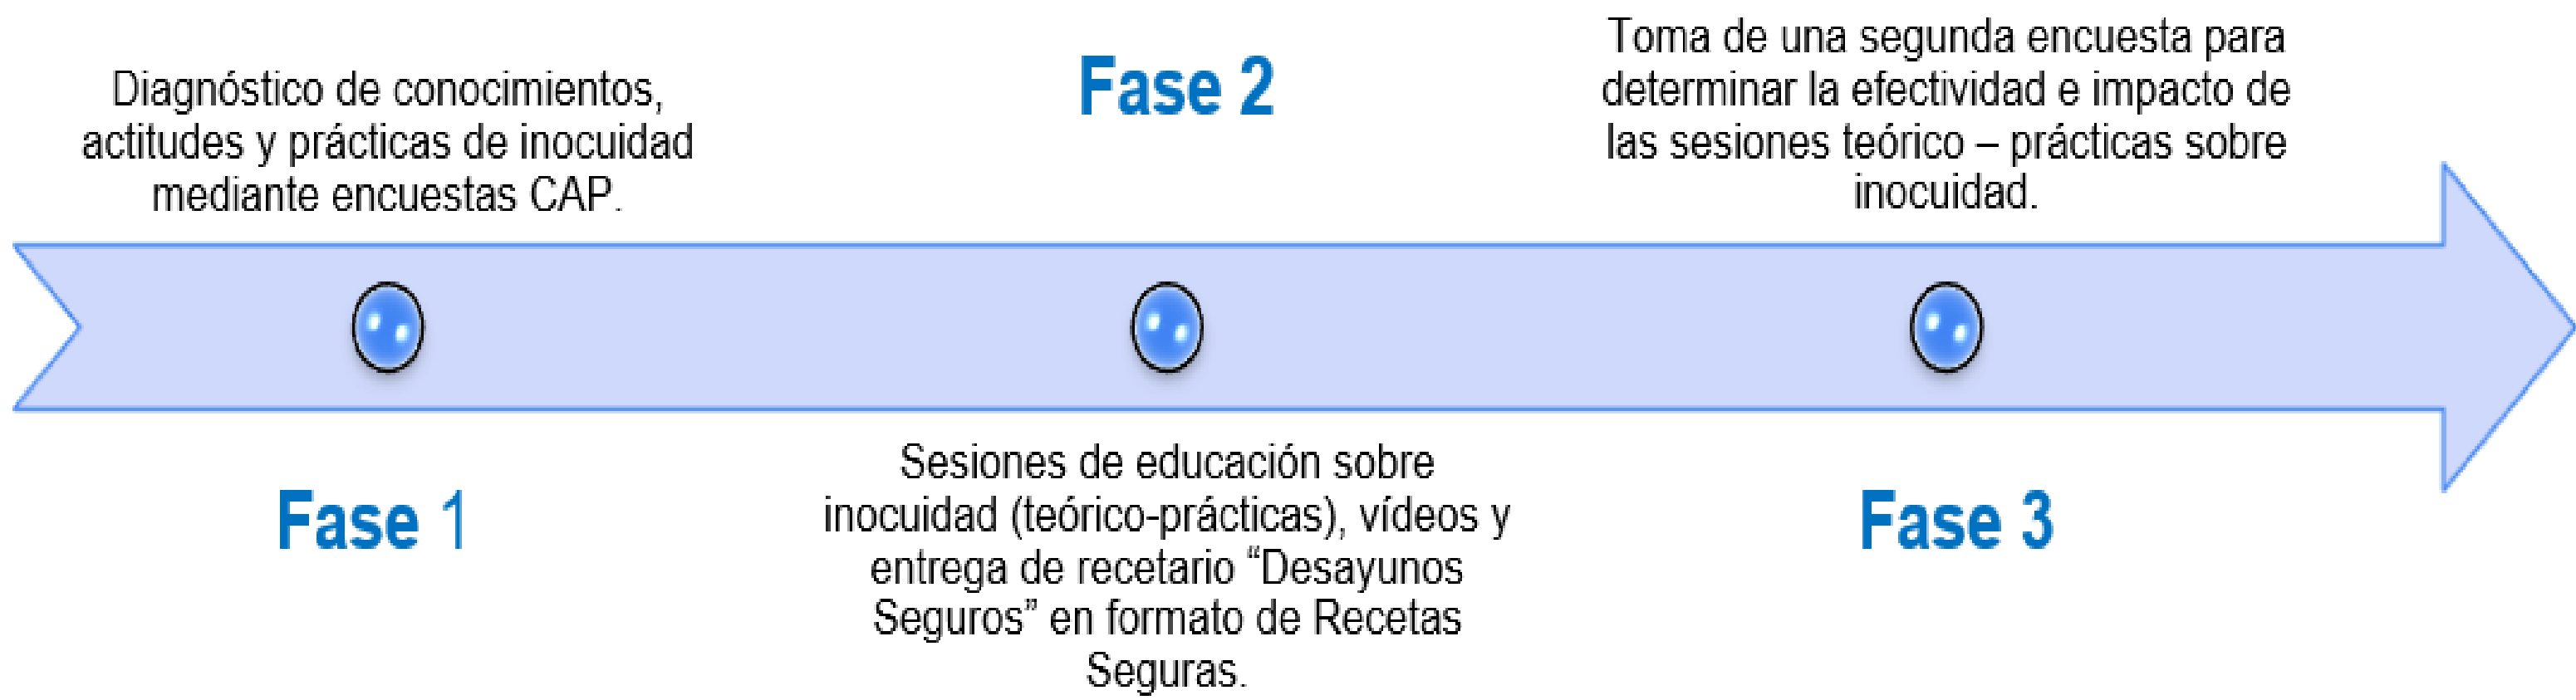 Diagnóstico de conocimientos,
actitudes y prácticas de inocuidad
mediante encuestas CAP.
Fase 1
Fase 2
Sesiones de educación sobre
inocuidad (teórico-prácticas), vídeos y
entrega de recetario “Desayunos
Seguros” en formato de Recetas
Seguras.
Toma de una segunda encuesta para
determinar la efectividad e impacto de
las sesiones teórico – prácticas sobre
inocuidad.
Fase 3